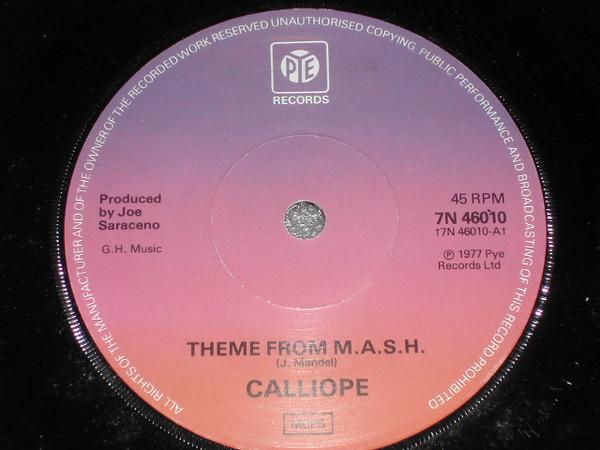 ALL RIGHTS OF THE MANUFACTURER AND OF THE OWNER OF THE RECORDED WORK RESERVED UNAUTHORISED COPYING, PUBLIC PERFORMANCE AND BROADCASTING OF THIS RECORD PROHIBITED
PYE
RECORDS
Produced
by Joe
Saraceno
G.H. Music
45 RPM
7N 46010
†7N 46010-A†
℗ 1977 Pye
Records Ltd
THEME FROM M.A.S.H.
(J. Mandel)
CALLIOPE
MCPS